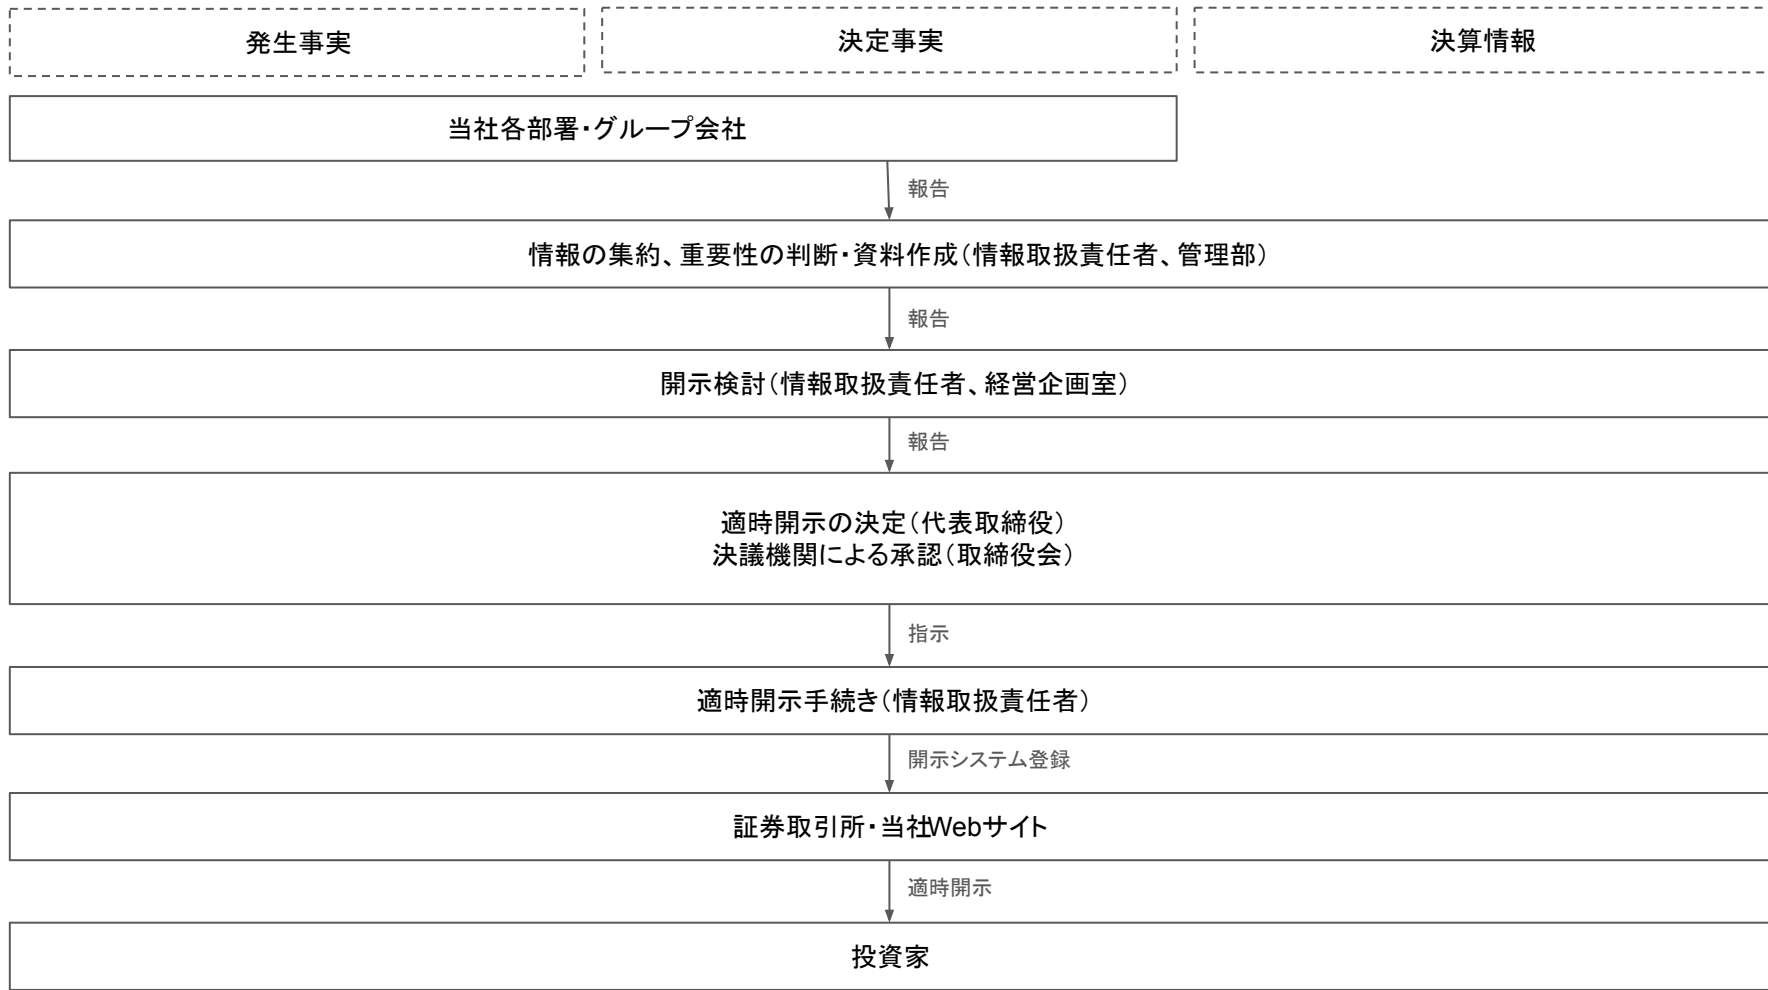 発生事実
決定事実
決算情報
当社各部署・グループ会社
報告
情報の集約、重要性の判断・資料作成（情報取扱責任者、管理部）
報告
開示検討（情報取扱責任者、経営企画室）
報告
適時開示の決定（代表取締役）
決議機関による承認（取締役会）
指示
適時開示手続き（情報取扱責任者）
開示システム登録
証券取引所・当社Webサイト
適時開示
投資家